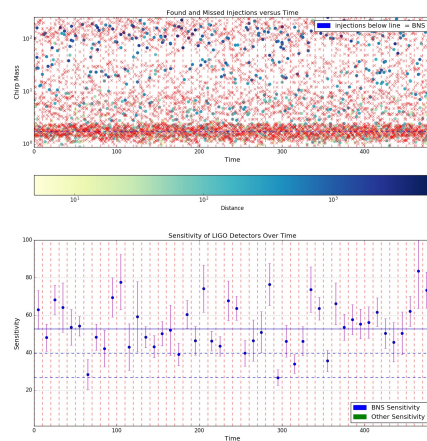 Found and Missed Injections versus Time
injections below line = BNS
Chirp Mass
10²
10¹
10⁰
0
100
200
300
400
Time
10¹
10²
10³
Distance
Sensitivity of LIGO Detectors Over Time
Sensitivity
100
80
60
40
20
BNS Sensitivity
Other Sensitivity
0
100
200
300
400
Time